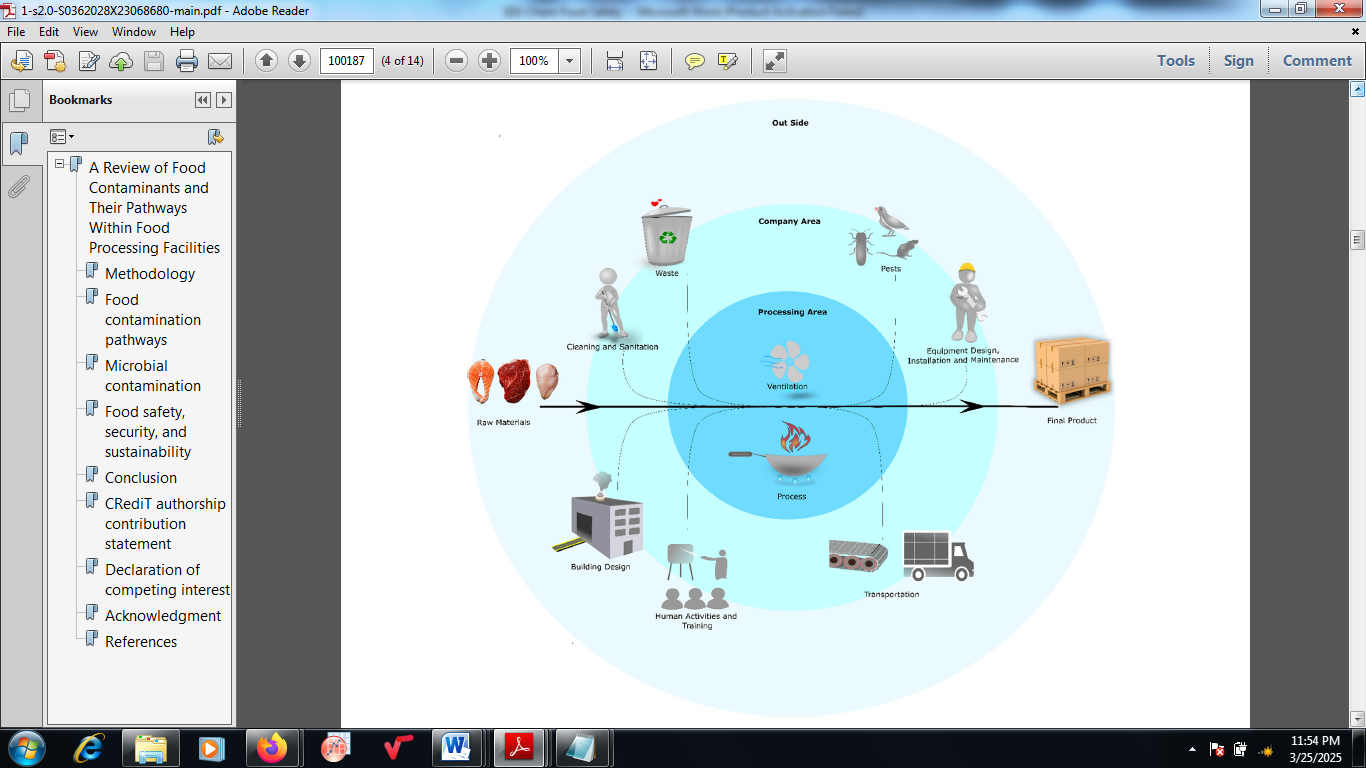 1-s2.0-S0362028X23068680-main.pdf - Adobe Reader
File Edit View Window Help
100187 (4 of 14) 100% Tools Sign Comment
Bookmarks
A Review of Food
Contaminants and
Their Pathways
Within Food
Processing Facilities
Methodology
Food
contamination
pathways
Microbial
contamination
Food safety,
security, and
sustainability
Conclusion
CRediT authorship
contribution
statement
Declaration of
competing interest
Acknowledgment
References
Out Side
Company Area
Waste
Pests
Processing Area
Cleaning and Sanitation
Equipment Design,
Installation and Maintenance
Ventilation
Raw Materials
Final Product
Process
Building Design
Transportation
Human Activities and
Training
11:54 PM
3/25/2025